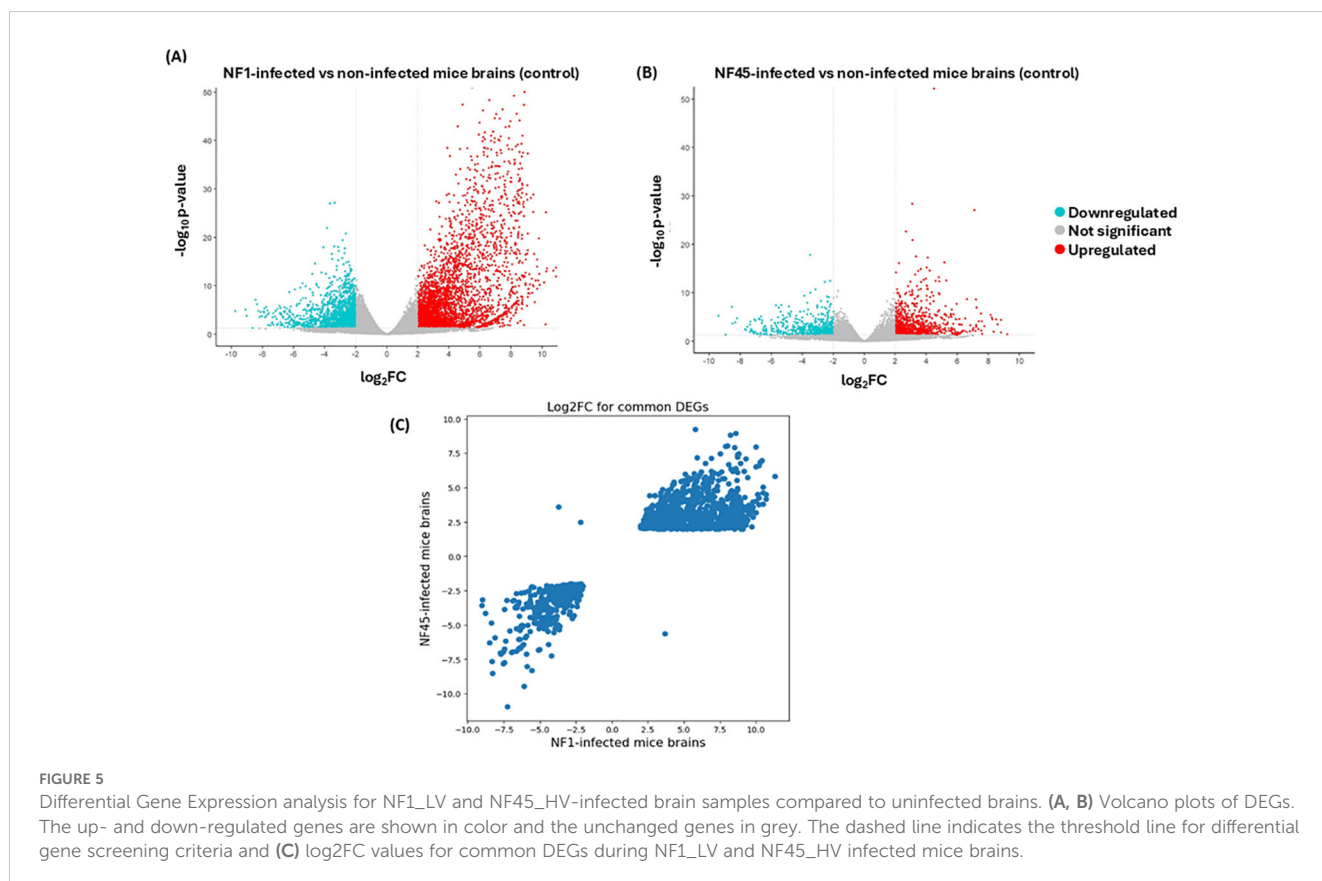 (A)
NF1-infected vs non-infected mice brains (control)
50
40
30
20
10
0
-log10p-value
-10 -8 -6 -4 -2 0 2 4 6 8 10
log2FC
(B)
NF45-infected vs non-infected mice brains (control)
50
40
30
20
10
0
-log10p-value
-10 -8 -6 -4 -2 0 2 4 6 8 10
log2FC
Downregulated
Not significant
Upregulated
(C)
Log2FC for common DEGs
10.0
7.5
5.0
2.5
0.0
−2.5
−5.0
−7.5
−10.0
NF45-infected mice brains
−10.0 −7.5 −5.0 −2.5 0.0 2.5 5.0 7.5 10.0
NF1-infected mice brains
FIGURE 5
Differential Gene Expression analysis for NF1_LV and NF45_HV-infected brain samples compared to uninfected brains. (A, B) Volcano plots of DEGs.
The up- and down-regulated genes are shown in color and the unchanged genes in grey. The dashed line indicates the threshold line for differential
gene screening criteria and (C) log2FC values for common DEGs during NF1_LV and NF45_HV infected mice brains.